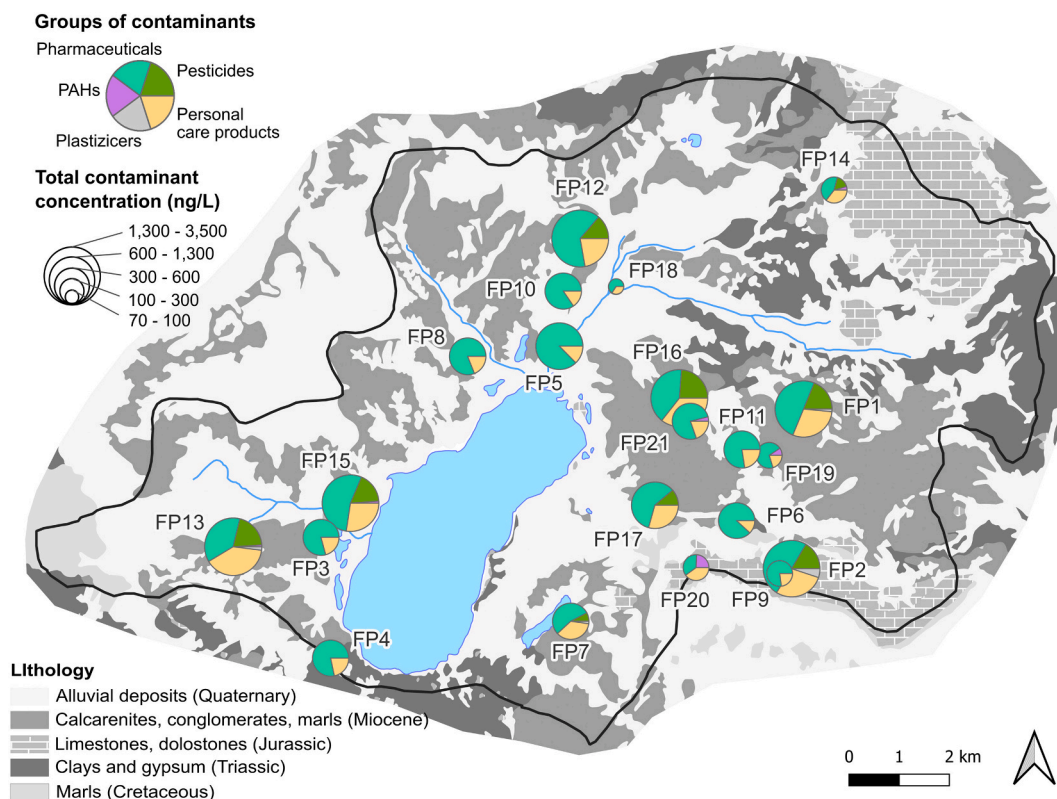 Groups of contaminants
Pharmaceuticals
Pesticides
PAHs
Personal
care products
Plastizicers
Total contaminant
concentration (ng/L)
1,300 - 3,500
600 - 1,300
300 - 600
100 - 300
70 - 100
FP14
FP12
FP18
FP10
FP8
FP5
FP16
FP1
FP11
FP21
FP19
FP15
FP13
FP3
FP17
FP6
FP2
FP20
FP9
FP4
FP7
LIthology
Alluvial deposits (Quaternary)
Calcarenites, conglomerates, marls (Miocene)
Limestones, dolostones (Jurassic)
Clays and gypsum (Triassic)
Marls (Cretaceous)
0 1 2 km